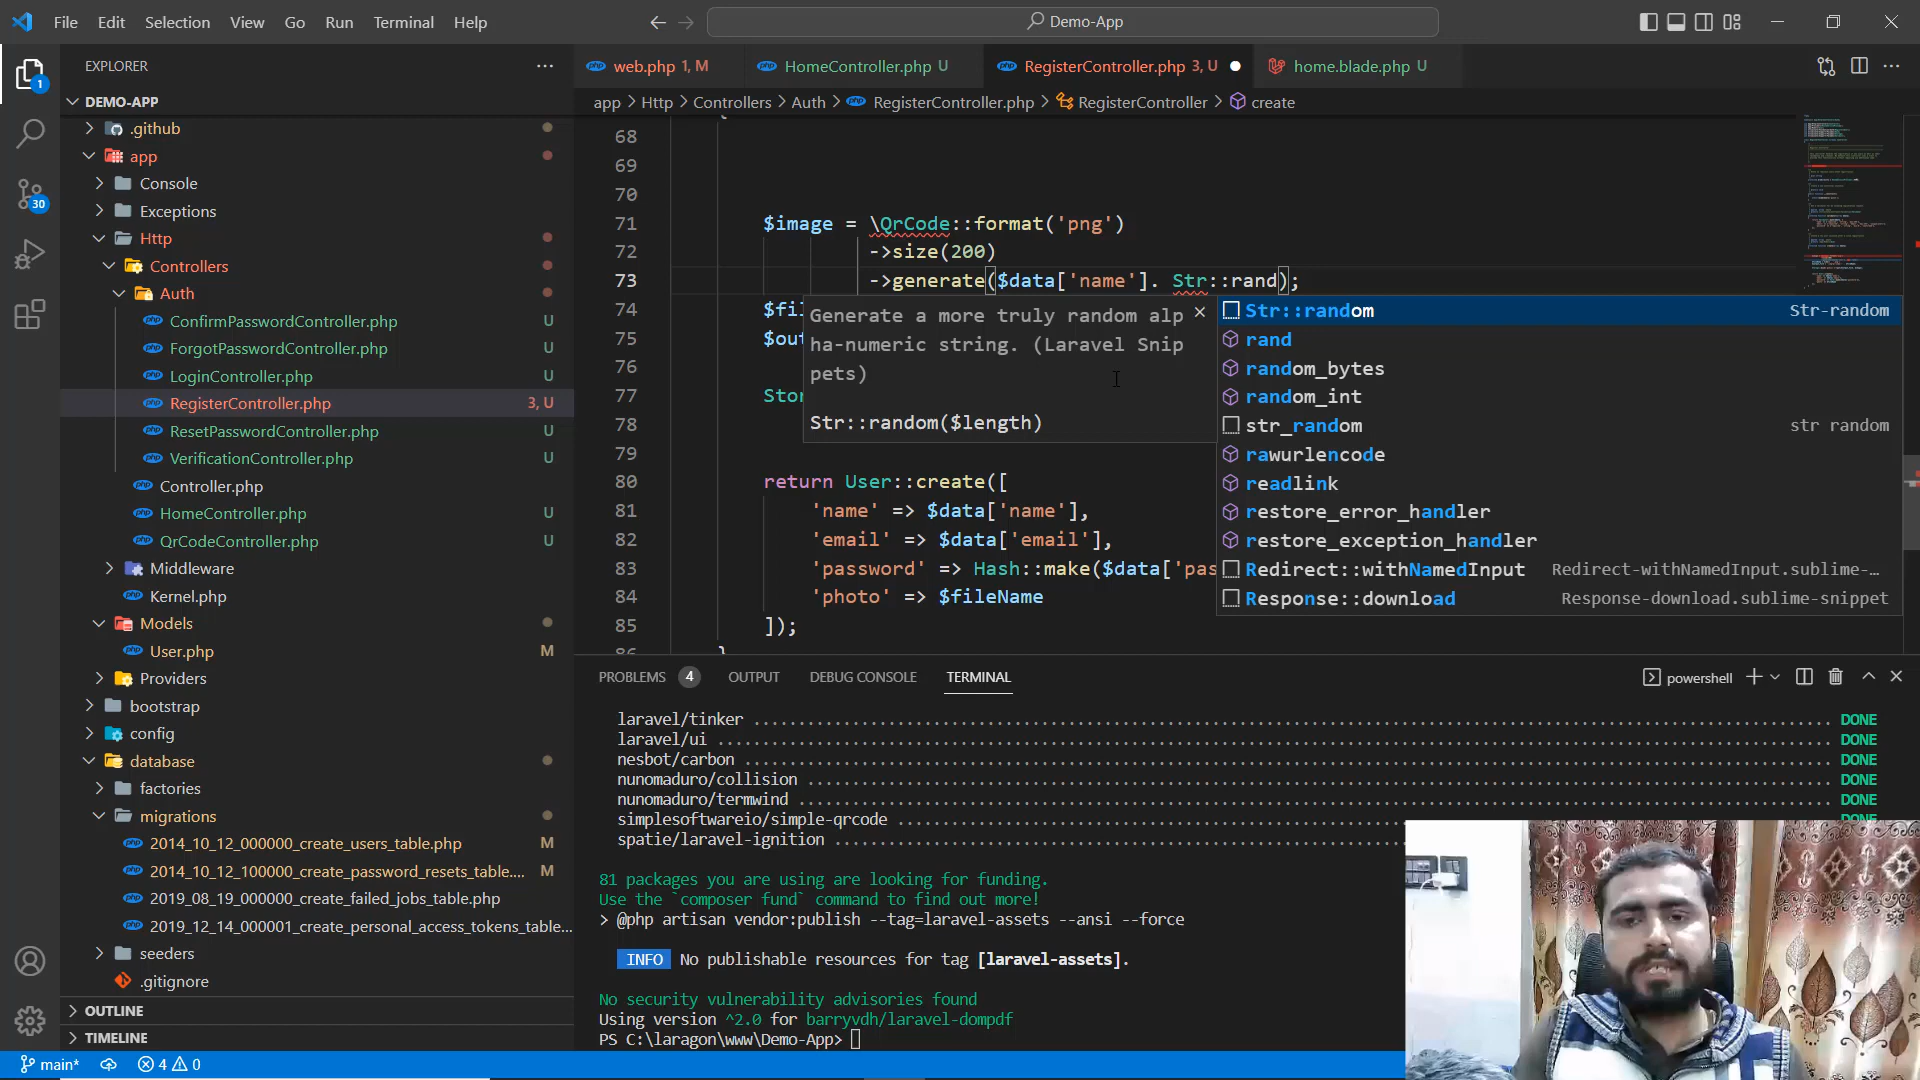 File Edit Selection View Go Run Terminal Help
Demo-App
EXPLORER
DEMO-APP
.github
app
Console
Exceptions
Http
Controllers
Auth
ConfirmPasswordController.php U
ForgotPasswordController.php U
LoginController.php U
RegisterController.php 3, U
ResetPasswordController.php U
VerificationController.php U
Controller.php
HomeController.php U
QrCodeController.php U
Middleware
Kernel.php
Models
User.php M
Providers
bootstrap
config
database
factories
migrations
2014_10_12_000000_create_users_table.php M
2014_10_12_100000_create_password_resets_table.... M
2019_08_19_000000_create_failed_jobs_table.php
2019_12_14_000001_create_personal_access_tokens_table...
seeders
.gitignore
OUTLINE
TIMELINE
1
30
web.php 1, M HomeController.php U RegisterController.php 3, U home.blade.php U
app > Http > Controllers > Auth > RegisterController.php > RegisterController > create
68
69
70
71 $image = \QrCode::format('png')
72 ->size(200)
73 ->generate($data['name']. Str::rand);
74 $fil
75 $out
76
77 Stor
78
79
80 return User::create([
81 'name' => $data['name'],
82 'email' => $data['email'],
83 'password' => Hash::make($data['pas
84 'photo' => $fileName
85 ]);
86 }
Generate a more truly random alp
ha-numeric string. (Laravel Snip
pets)
Str::random($length)
Str::random Str-random
rand
random_bytes
random_int
str_random str random
rawurlencode
readlink
restore_error_handler
restore_exception_handler
Redirect::withNamedInput Redirect-withNamedInput.sublime-...
Response::download Response-download.sublime-snippet
PROBLEMS 4 OUTPUT DEBUG CONSOLE TERMINAL
powershell
laravel/tinker ................ DONE
laravel/ui ................ DONE
nesbot/carbon ................ DONE
nunomaduro/collision ................ DONE
nunomaduro/termwind ................ DONE
simplesoftwareio/simple-qrcode ................ DONE
spatie/laravel-ignition ................
81 packages you are using are looking for funding.
Use the `composer fund` command to find out more!
> @php artisan vendor:publish --tag=laravel-assets --ansi --force
INFO No publishable resources for tag [laravel-assets].
No security vulnerability advisories found
Using version ^2.0 for barryvdh/laravel-dompdf
PS C:\laragon\www\Demo-App>
main* 4 0